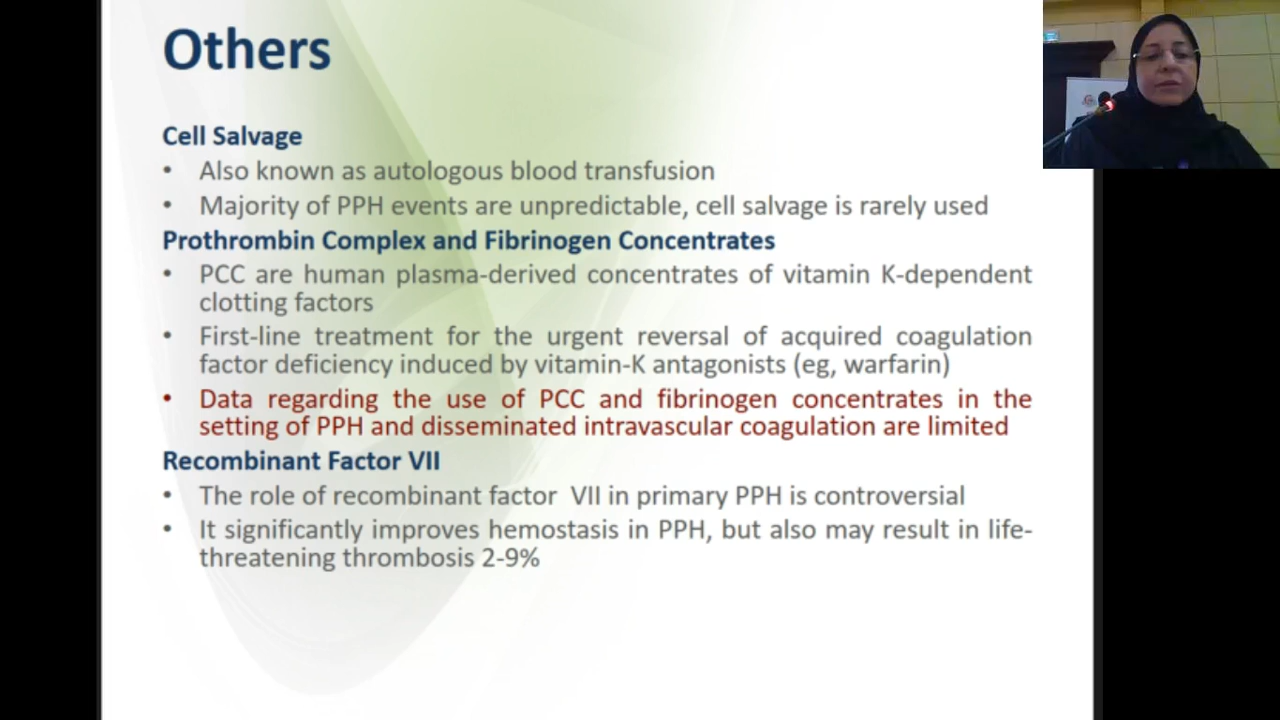 Others
Cell Salvage
• Also known as autologous blood transfusion
• Majority of PPH events are unpredictable, cell salvage is rarely used
Prothrombin Complex and Fibrinogen Concentrates
• PCC are human plasma-derived concentrates of vitamin K-dependent
clotting factors
• First-line treatment for the urgent reversal of acquired coagulation
factor deficiency induced by vitamin-K antagonists (eg, warfarin)
• Data regarding the use of PCC and fibrinogen concentrates in the
setting of PPH and disseminated intravascular coagulation are limited
Recombinant Factor VII
• The role of recombinant factor  VII in primary PPH is controversial
• It significantly improves hemostasis in PPH, but also may result in life-
threatening thrombosis 2-9%